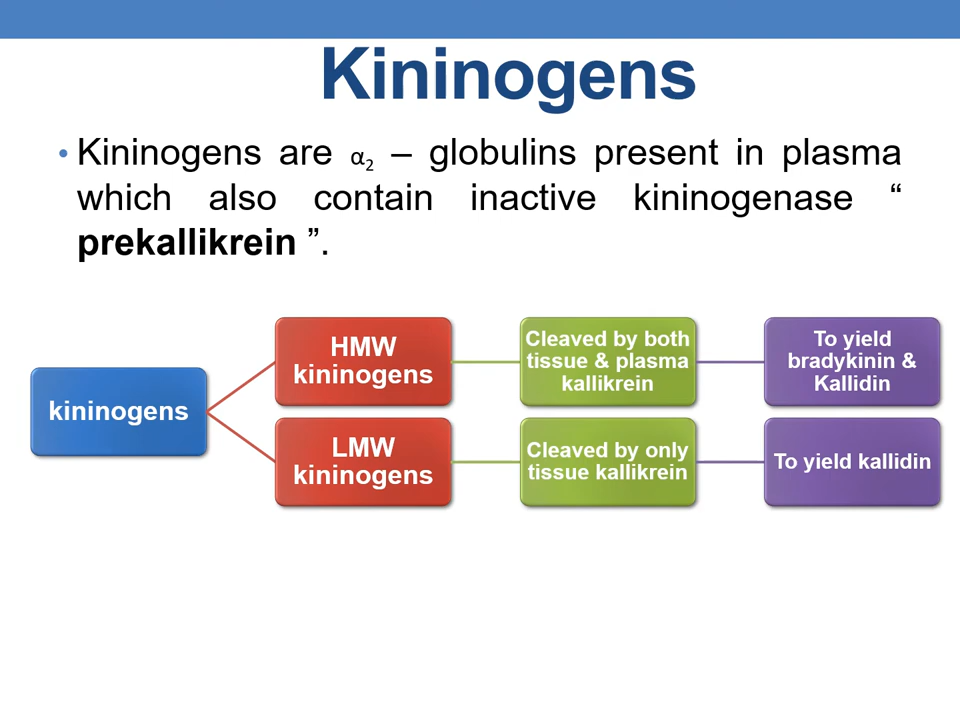 Kininogens
• Kininogens are α₂ – globulins present in plasma
which also contain inactive kininogenase “
prekallikrein ”.
kininogens
HMW
kininogens
Cleaved by both
tissue & plasma
kallikrein
To yield
bradykinin &
Kallidin
LMW
kininogens
Cleaved by only
tissue kallikrein
To yield kallidin